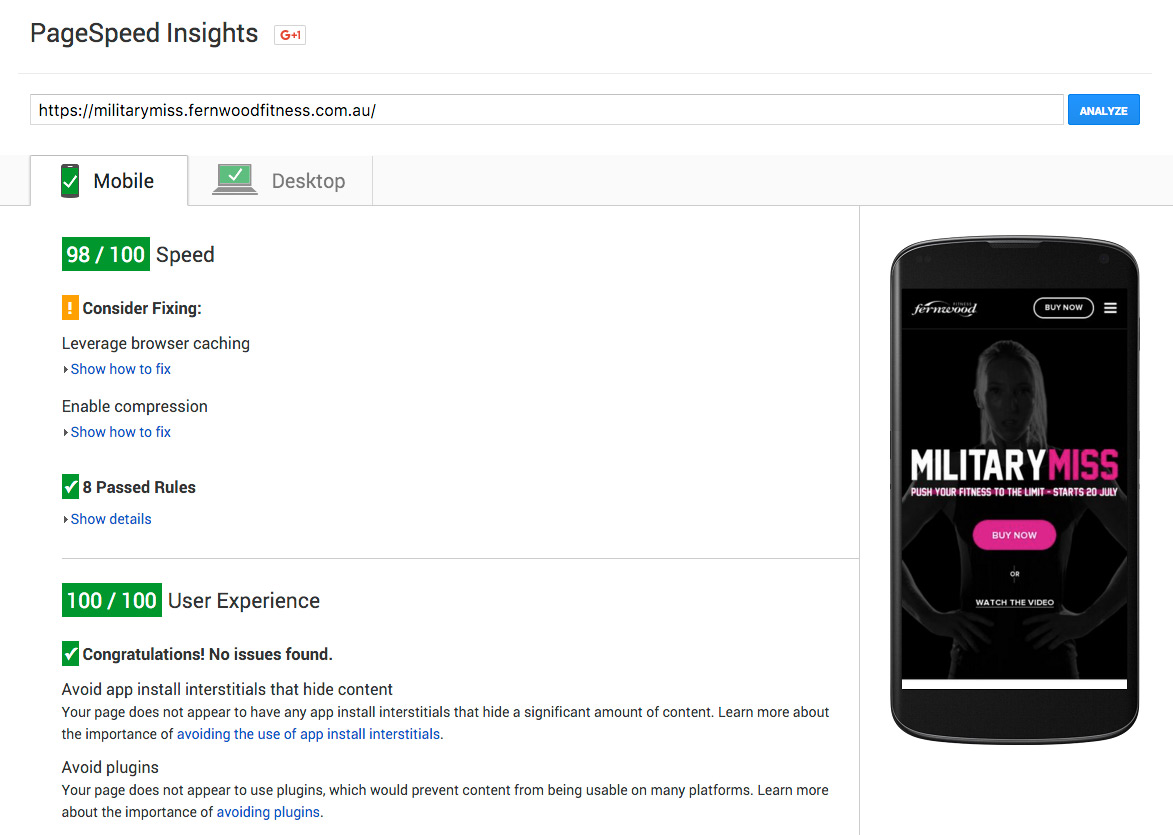 PageSpeed Insights
G+1
https://militarymiss.fernwoodfitness.com.au/
ANALYZE
Mobile
Desktop
98 / 100 Speed
! Consider Fixing:
Leverage browser caching
Show how to fix
Enable compression
Show how to fix
8 Passed Rules
Show details
100 / 100 User Experience
Congratulations! No issues found.
Avoid app install interstitials that hide content
Your page does not appear to have any app install interstitials that hide a significant amount of content. Learn more about
the importance of avoiding the use of app install interstitials.
Avoid plugins
Your page does not appear to use plugins, which would prevent content from being usable on many platforms. Learn more
about the importance of avoiding plugins.
FITNESS
fernwood
BUY NOW
MILITARYMISS
PUSH YOUR FITNESS TO THE LIMIT - STARTS 20 JULY
BUY NOW
OR
WATCH THE VIDEO